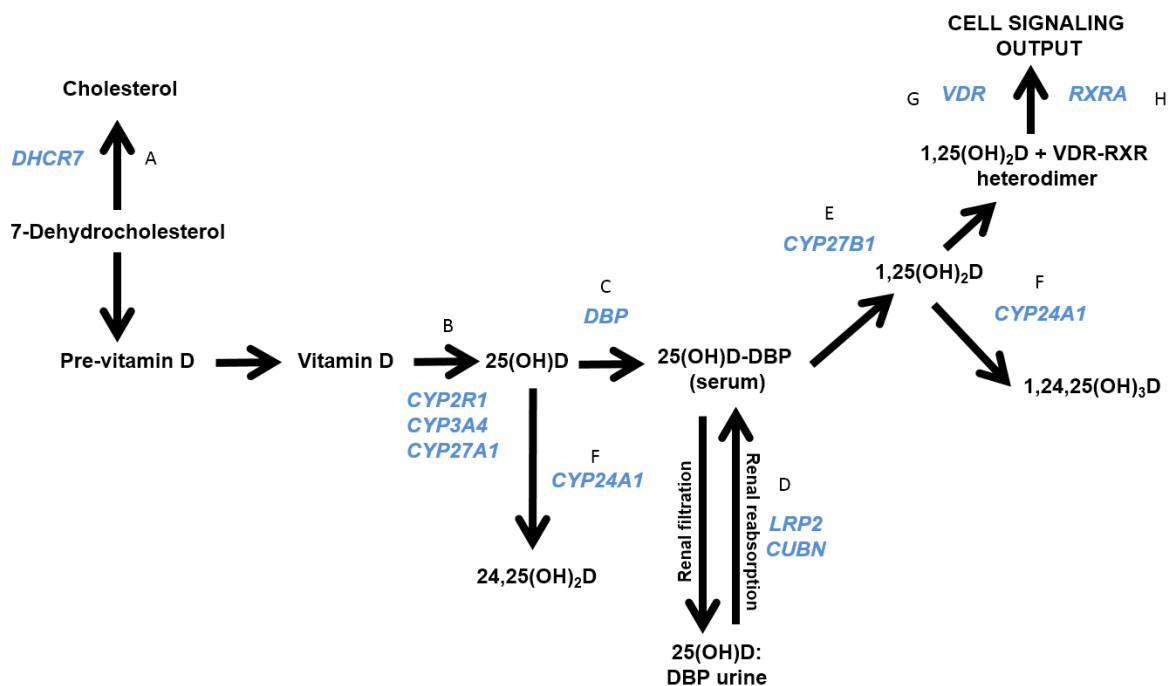 CELL SIGNALING
OUTPUT
Cholesterol
G VDR RXRA H
DHCR7 A
1,25(OH)₂D + VDR-RXR
heterodimer
7-Dehydrocholesterol
E
CYP27B1
1,25(OH)₂D
F
CYP24A1
C
DBP
B
Pre-vitamin D
Vitamin D
25(OH)D
25(OH)D-DBP
(serum)
1,24,25(OH)₃D
CYP2R1
CYP3A4
CYP27A1
F
CYP24A1
Renal filtration
Renal reabsorption
D
LRP2
CUBN
24,25(OH)₂D
25(OH)D:
DBP urine